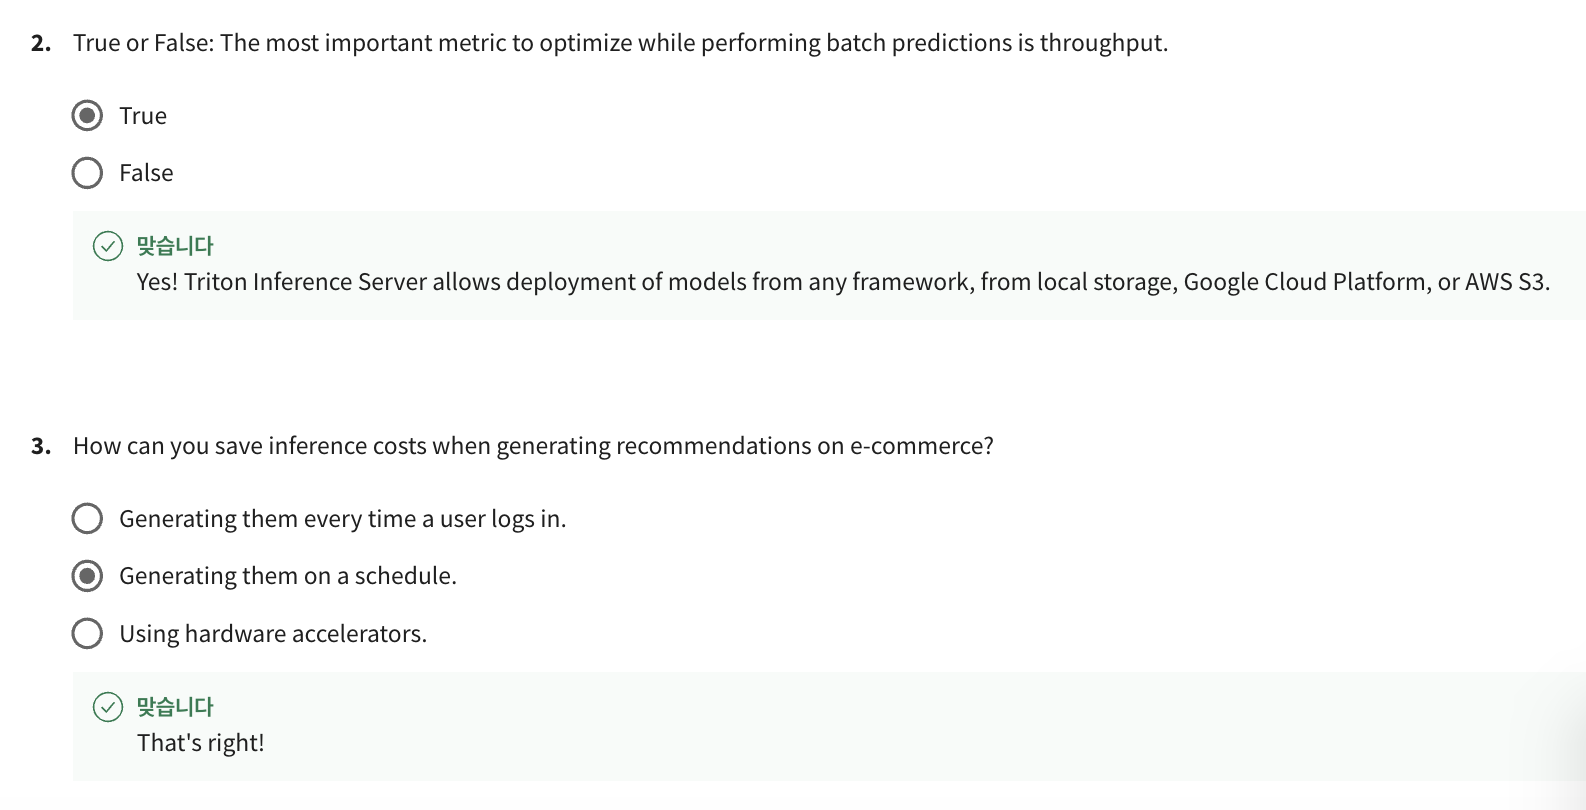 2. True or False: The most important metric to optimize while performing batch predictions is throughput.
True
False
맞습니다
Yes! Triton Inference Server allows deployment of models from any framework, from local storage, Google Cloud Platform, or AWS S3.
3. How can you save inference costs when generating recommendations on e-commerce?
Generating them every time a user logs in.
Generating them on a schedule.
Using hardware accelerators.
맞습니다
That's right!